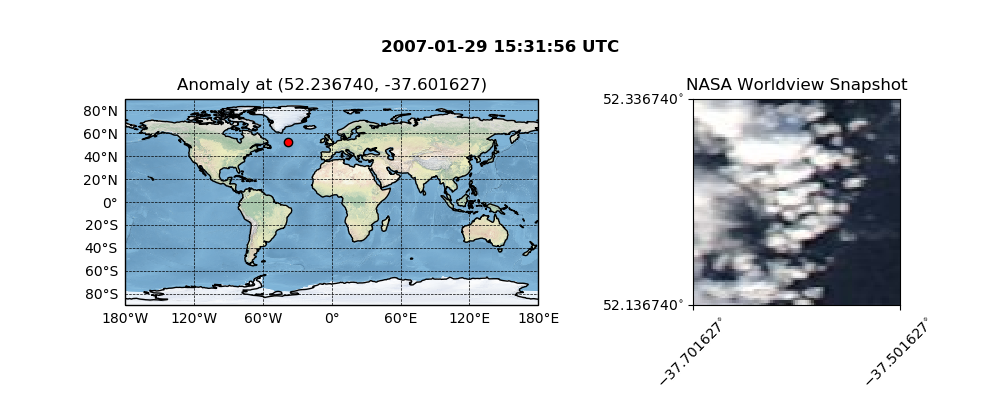 2007-01-29 15:31:56 UTC
Anomaly at (52.236740, -37.601627)
80°N
60°N
40°N
20°N
0°
20°S
40°S
60°S
80°S
180°W 120°W 60°W 0° 60°E 120°E 180°E
NASA Worldview Snapshot
52.336740°
52.136740°
−37.701627°
−37.501627°